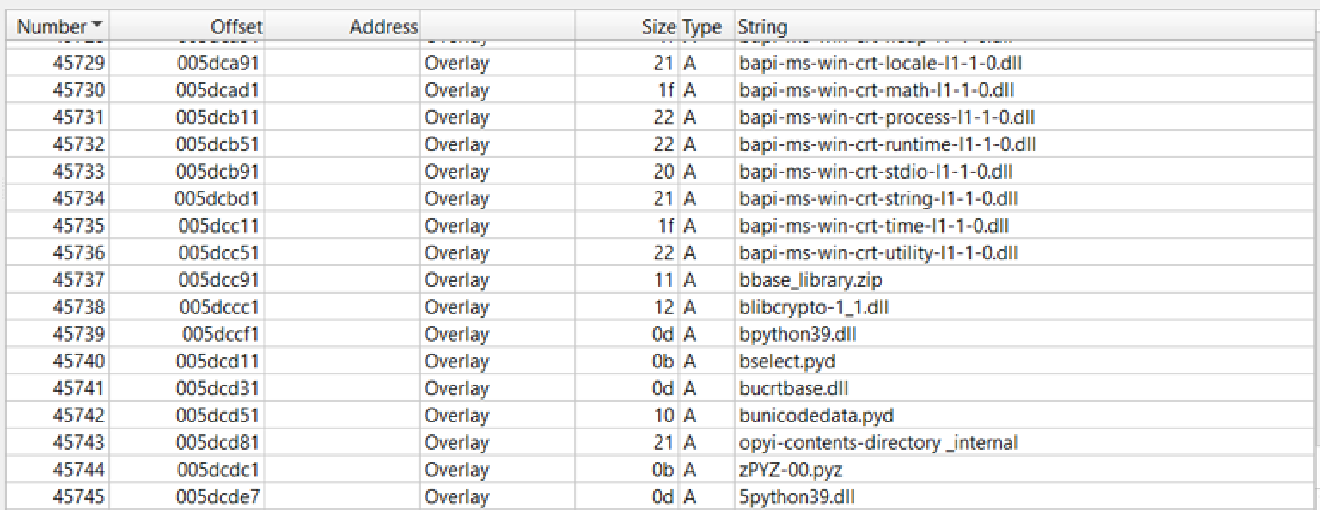 Number Offset Address Size Type String
45729 005dca91 Overlay 21 A bapi-ms-win-crt-locale-l1-1-0.dll
45730 005dcad1 Overlay 1f A bapi-ms-win-crt-math-l1-1-0.dll
45731 005dcb11 Overlay 22 A bapi-ms-win-crt-process-l1-1-0.dll
45732 005dcb51 Overlay 22 A bapi-ms-win-crt-runtime-l1-1-0.dll
45733 005dcb91 Overlay 20 A bapi-ms-win-crt-stdio-l1-1-0.dll
45734 005dcbd1 Overlay 21 A bapi-ms-win-crt-string-l1-1-0.dll
45735 005dcc11 Overlay 1f A bapi-ms-win-crt-time-l1-1-0.dll
45736 005dcc51 Overlay 22 A bapi-ms-win-crt-utility-l1-1-0.dll
45737 005dcc91 Overlay 11 A bbase_library.zip
45738 005dccc1 Overlay 12 A blibcrypto-1_1.dll
45739 005dccf1 Overlay 0d A bpython39.dll
45740 005dcd11 Overlay 0b A bselect.pyd
45741 005dcd31 Overlay 0d A bucrtbase.dll
45742 005dcd51 Overlay 10 A bunicodedata.pyd
45743 005dcd81 Overlay 21 A opyi-contents-directory _internal
45744 005dcdc1 Overlay 0b A zPYZ-00.pyz
45745 005dcde7 Overlay 0d A 5python39.dll